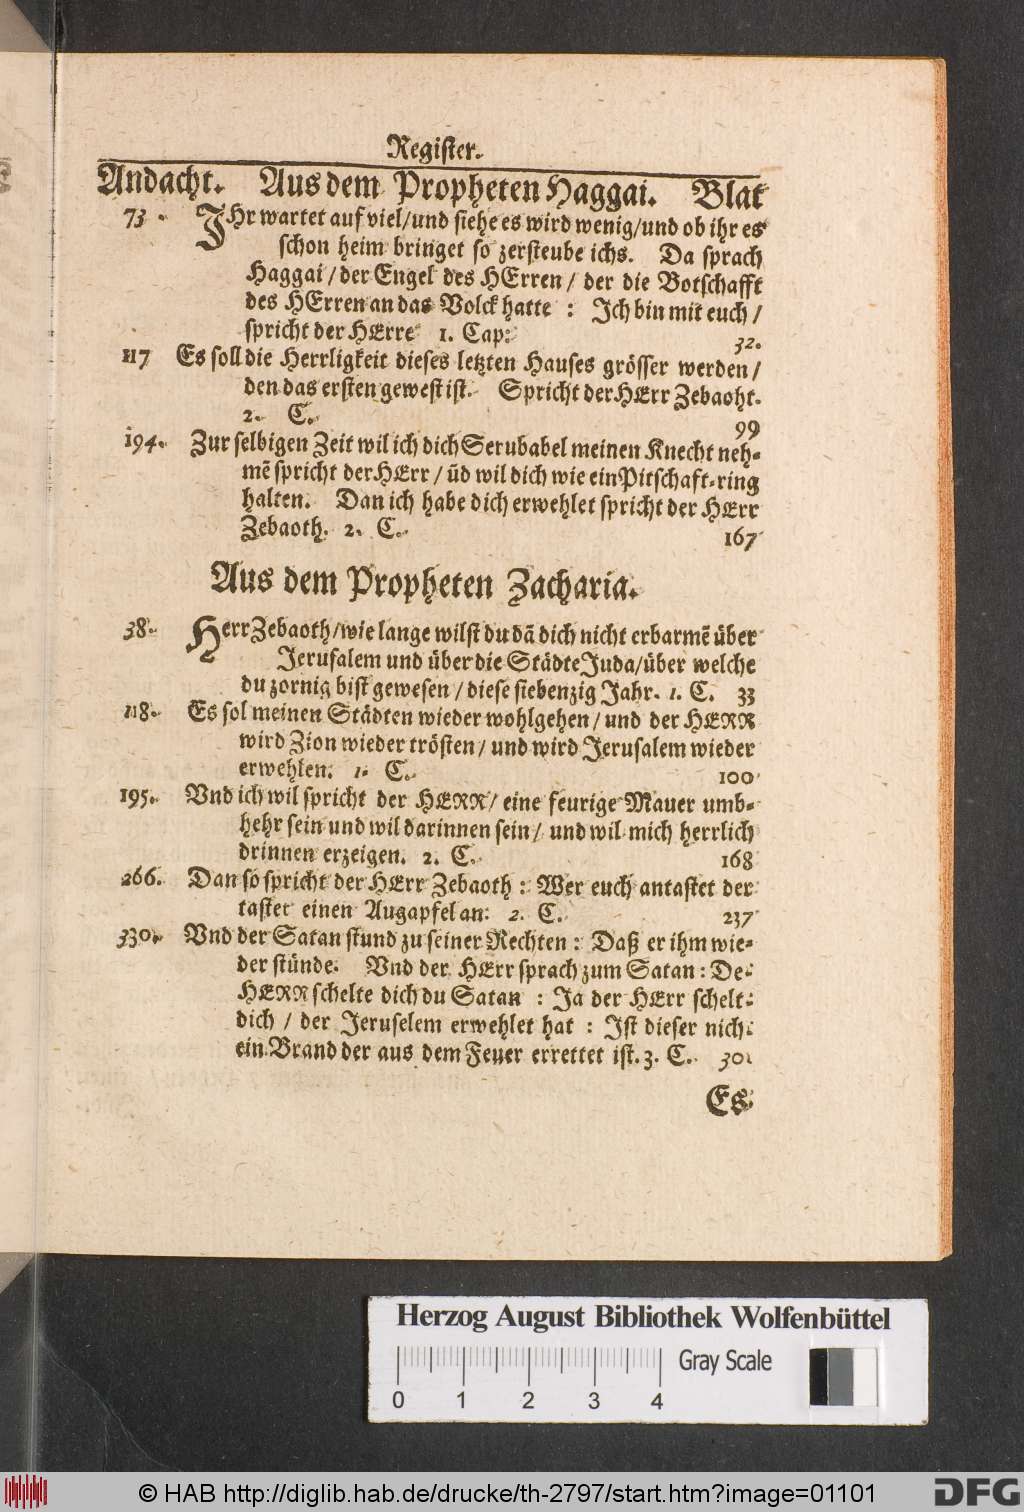 Register.
Andacht. Aus dem Propheten Haggai. Blat
73. IHr wartet auf viel/und siehe es wird wenig/und ob ihr es
schon heim bringet so zersteube ichs. Da sprach
Haggai/der Engel des HErren/ der die Botschafft
des HErren an das Volck hatte : Ich bin mit euch/
spricht der HErre 1. Cap: 32.
117 Es soll die Herrligkeit dieses letzten Hauses grösser werden/
den das ersten gewest ist. Spricht der HErr Zebaoht.
2. C. 99
194. Zur selbigen Zeit wil ich dich Serubabel meinen Knecht neh-
mẽ spricht der HErr/ ũd wil dich wie ein Pitschaft-ring
halten. Dan ich habe dich erwehlet spricht der HErr
Zebaoth. 2. C. 167
Aus dem Propheten Zacharia.
38. Herr Zebaoth/wie lange wilst du dã dich nicht erbarmẽ über
Jerusalem und über die Städte Juda/über welche
du zornig bist gewesen/ diese siebenzig Jahr. 1. C. 33
118. Es sol meinen Städten wieder wohlgehen/ und der HERR
wird Zion wieder trösten/ und wird Jerusalem wieder
erwehlen. 1. C. 100
195. Vnd ich wil spricht der HERR/ eine feurige Mauer umb-
hehr sein und wil darinnen sein/ und wil mich herrlich
drinnen erzeigen. 2. C. 168
266. Dan so spricht der HErr Zebaoth : Wer euch antastet der
tastet einen Augapfel an: 2. C. 237
330. Vnd der Satan stund zu seiner Rechten : Daß er ihm wie-
der stünde. Vnd der HErr sprach zum Satan : De-
HERR schelte dich du Satan : Ja der HErr schelt-
dich / der Jeruselem erwehlet hat : Ist dieser nich-
ein Brand der aus dem Feuer errettet ist. 3. C. 301
Es
Herzog August Bibliothek Wolfenbüttel
Gray Scale
0 1 2 3 4
© HAB http://diglib.hab.de/drucke/th-2797/start.htm?image=01101
DFG